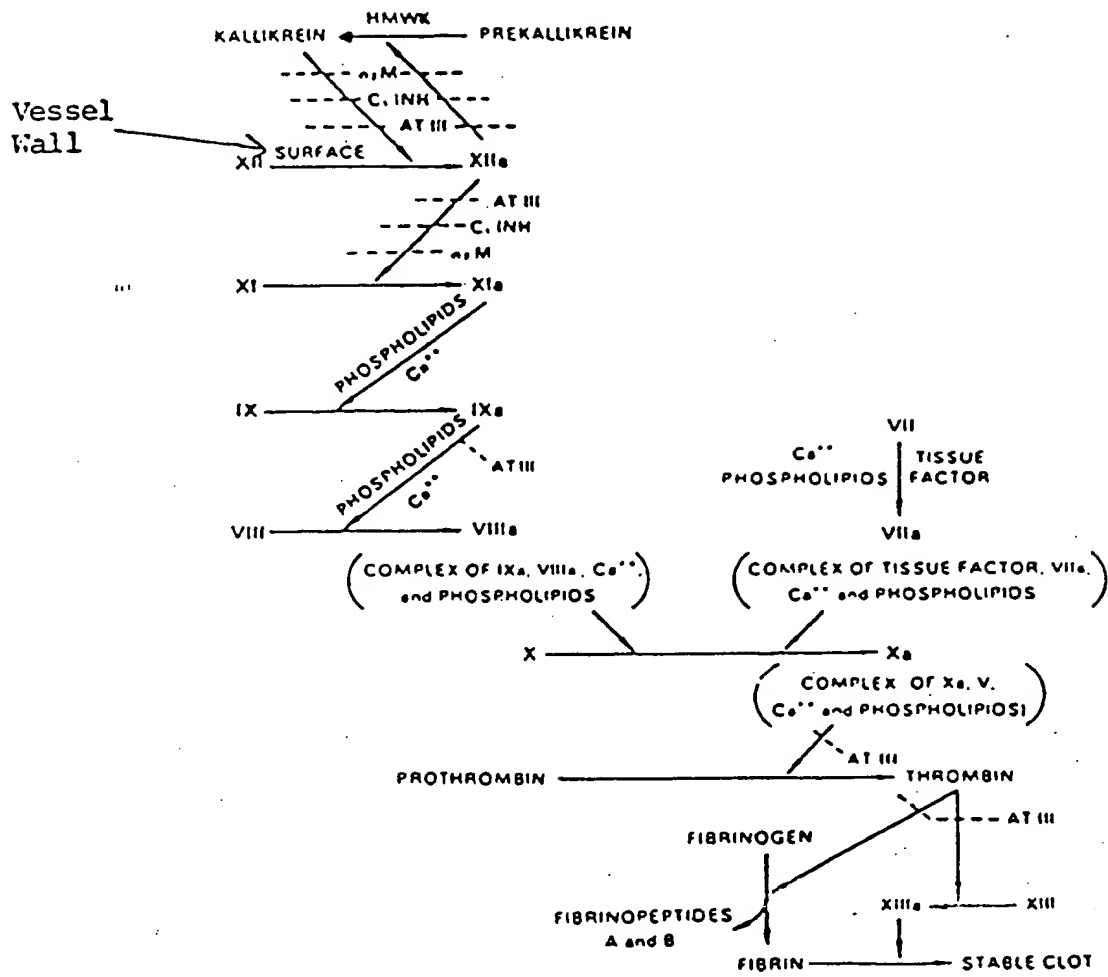 HMWK
KALLIKREIN PREKALLIKREIN
α₂M
C₁ INH
AT III
Vessel
Wall
XII SURFACE XIIa
AT III
C₁ INH
α₂M
XI XIa
PHOSPHOLIPIDS
Ca++
IX IXa
PHOSPHOLIPIDS
Ca++
AT III
VIII VIIIa
VII
Ca++
PHOSPHOLIPIDS
TISSUE
FACTOR
VIIa
(COMPLEX OF IXa, VIIIa, Ca++,
and PHOSPHOLIPIDS)
(COMPLEX OF TISSUE FACTOR, VIIa,
Ca++ and PHOSPHOLIPIDS)
X Xa
(COMPLEX OF Xa, V,
Ca++ and PHOSPHOLIPIDS)
AT III
PROTHROMBIN THROMBIN
AT III
FIBRINOGEN
XIIIa XIII
FIBRINOPEPTIDES
A and B
FIBRIN STABLE CLOT